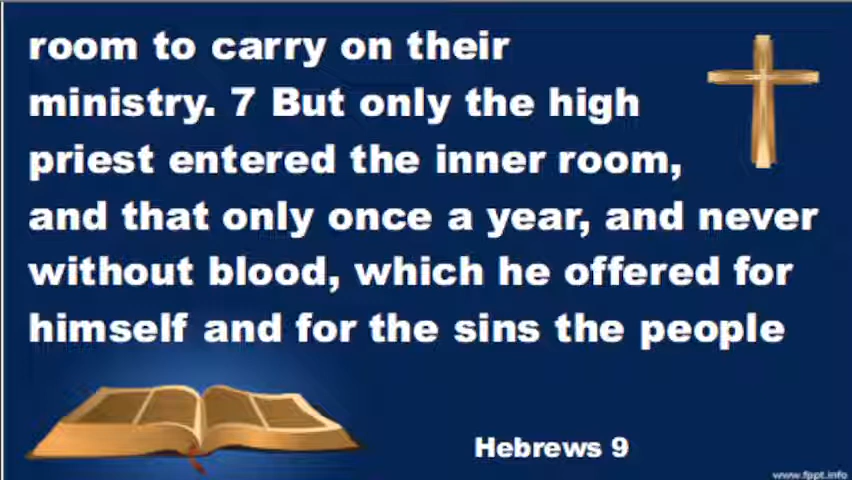 room to carry on their
ministry. 7 But only the high
priest entered the inner room,
and that only once a year, and never
without blood, which he offered for
himself and for the sins the people
Hebrews 9
www.fppt.info